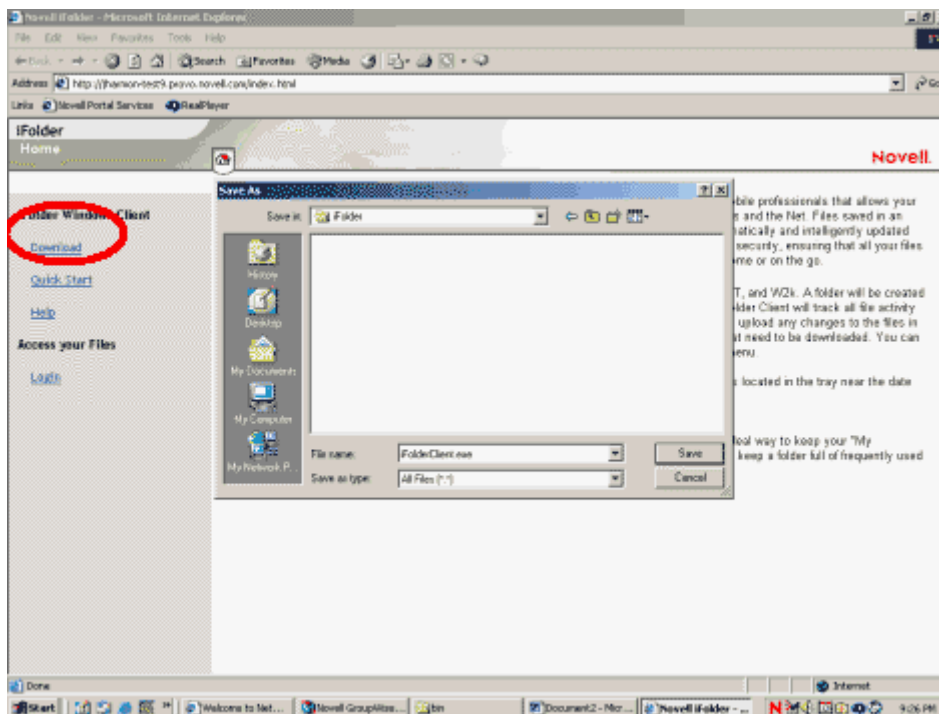 Novell iFolder - Microsoft Internet Explorer
File Edit View Favorites Tools Help
Back Search Favorites Media
Address http://jharmon-test9.provo.novell.com/index.html
Links Novell Portal Services RealPlayer
iFolder
Home
Novell.
Windows Client
Download
Quick Start
Help
Access your Files
Login
Save As
Save in: iFolder
History
Desktop
My Documents
My Computer
My Network P...
File name: iFolderClient.exe
Save as type: All Files (*.*)
Save
Cancel
bile professionals that allows your
s and the Net. Files saved in an
atically and intelligently updated
security, ensuring that all your files
me or on the go.
T, and W2k. A folder will be created
lder Client will track all file activity
upload any changes to the files in
at need to be downloaded. You can
enu.
s located in the tray near the date
deal way to keep your "My
keep a folder full of frequently used
Done
Internet
Start
Welcome to Net...
Novell GroupWise...
bin
Document2 - Micr...
Novell iFolder - ...
9:26 PM